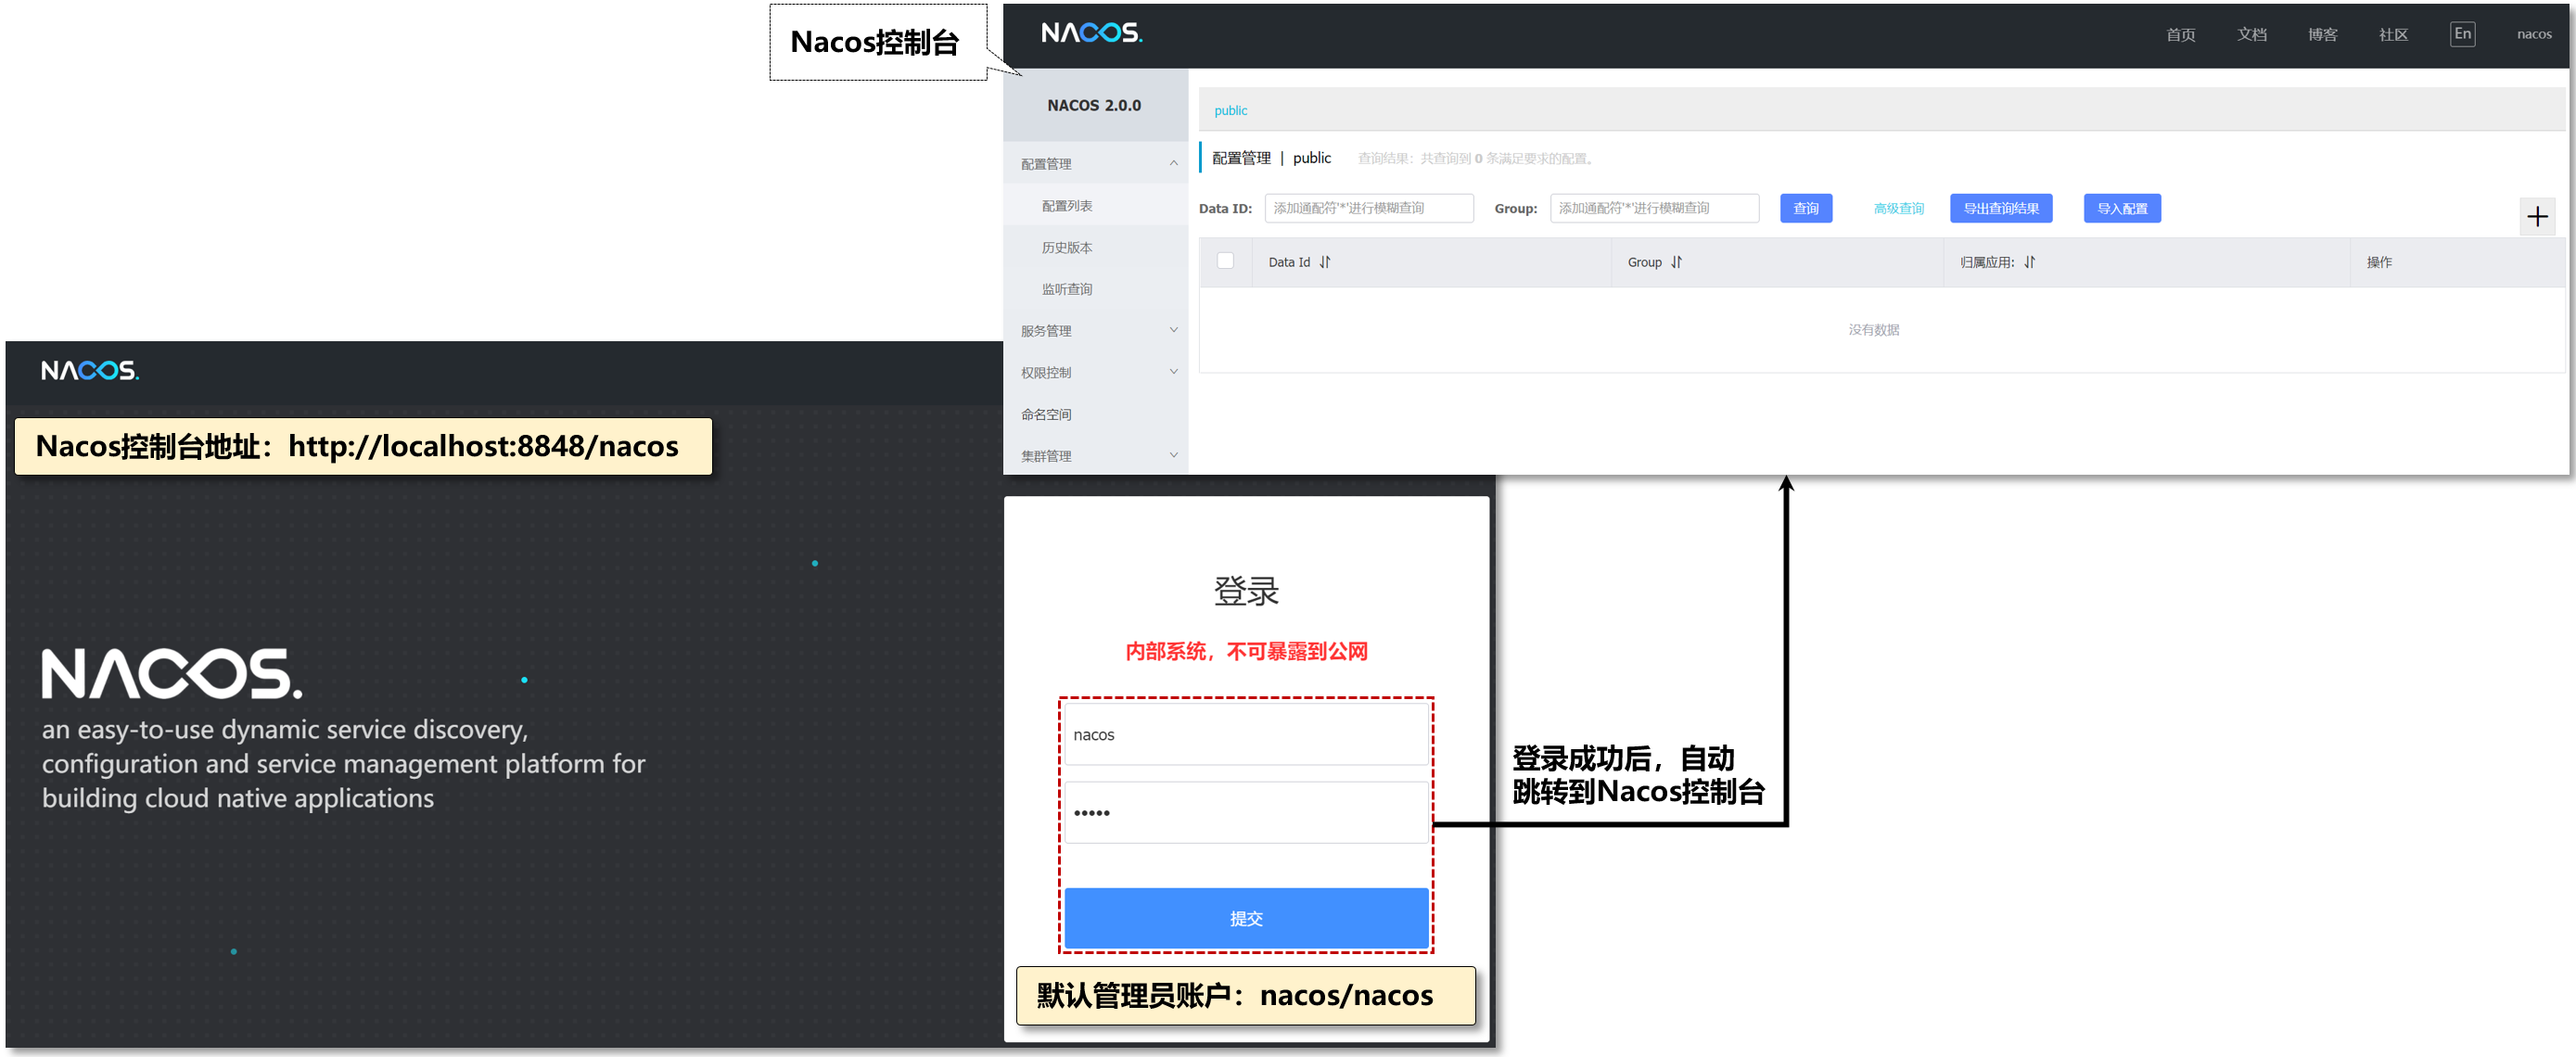 Nacos控制台
NACOS.
首页 文档 博客 社区 En nacos
NACOS 2.0.0
配置管理
配置列表
历史版本
监听查询
服务管理
权限控制
命名空间
集群管理
public
配置管理 | public 查询结果：共查询到 0 条满足要求的配置。
Data ID: 添加通配符'*'进行模糊查询 Group: 添加通配符'*'进行模糊查询 查询 高级查询 导出查询结果 导入配置 +
Data Id Group 归属应用: 操作
没有数据
NACOS.
Nacos控制台地址：http://localhost:8848/nacos
NACOS.
an easy-to-use dynamic service discovery,
configuration and service management platform for
building cloud native applications
登录
内部系统，不可暴露到公网
nacos
•••••
提交
默认管理员账户：nacos/nacos
登录成功后，自动
跳转到Nacos控制台